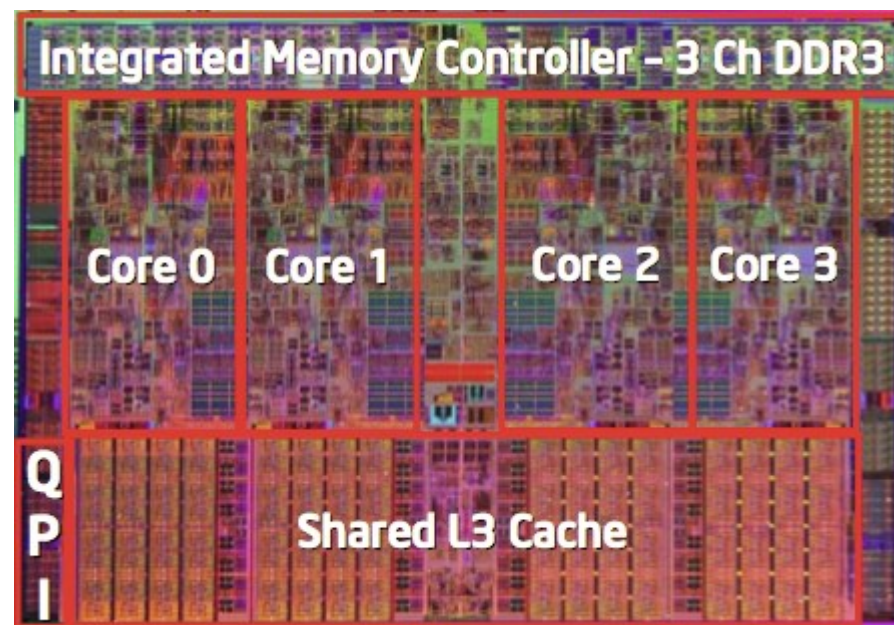 Integrated Memory Controller – 3 Ch DDR3
Core 0
Core 1
Core 2
Core 3
Q
P
I
Shared L3 Cache